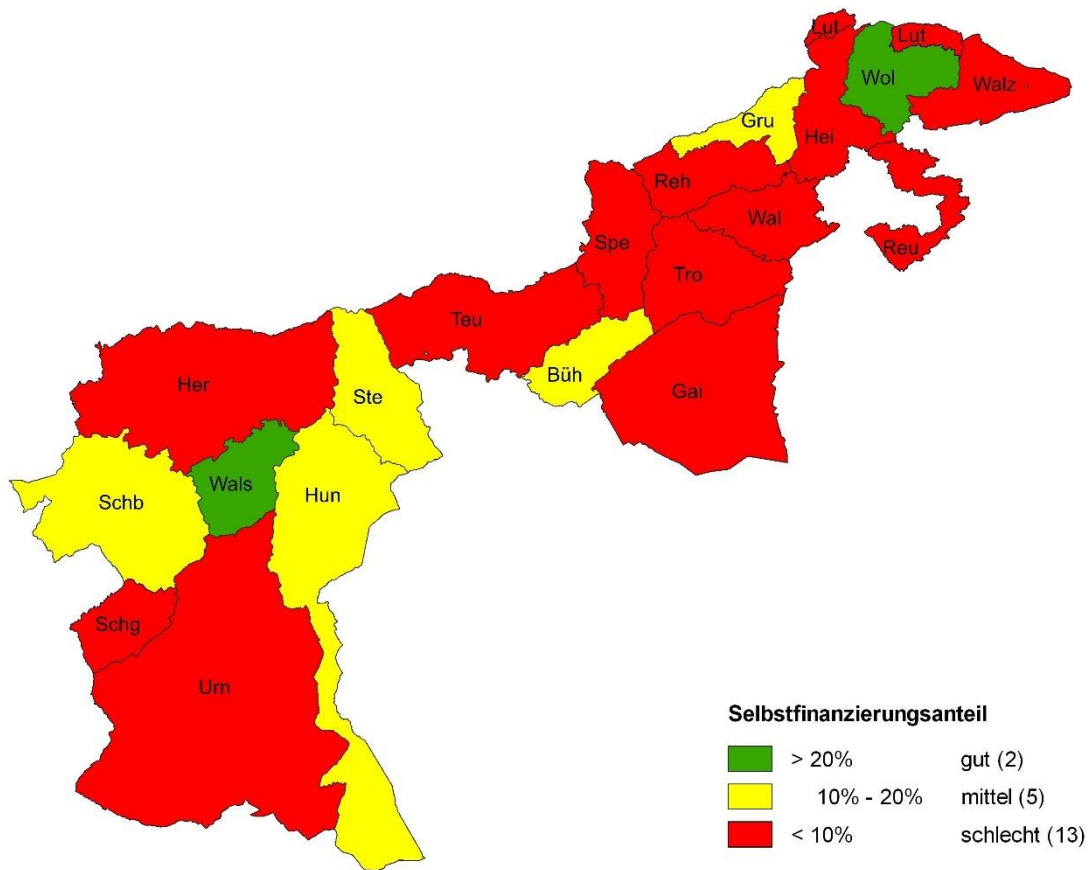 Lut
Lut
Wol
Walz
Gru
Hei
Reh
Wal
Spe
Reu
Tro
Teu
Büh
Her
Ste
Gai
Wals
Hun
Schb
Schg
Urn
Selbstfinanzierungsanteil
> 20% gut (2)
10% - 20% mittel (5)
< 10% schlecht (13)